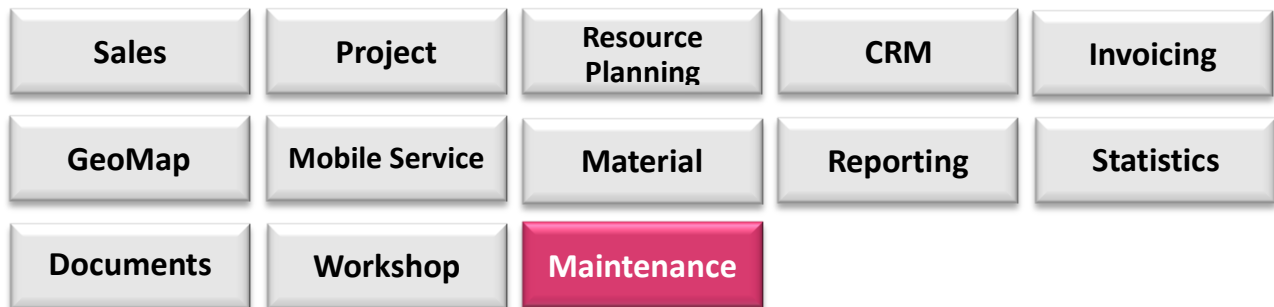 Sales
Project
Resource
Planning
CRM
Invoicing
GeoMap
Mobile Service
Material
Reporting
Statistics
Documents
Workshop
Maintenance